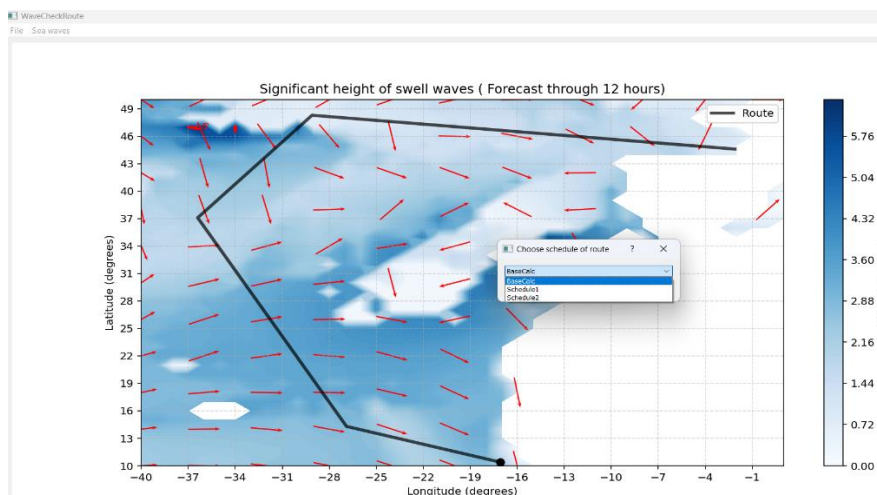 WaveCheckRoute
File Sea waves
Significant height of swell waves ( Forecast through 12 hours)
Route
49
46
43
40
37
34
31
28
25
22
19
16
13
10
Latitude (degrees)
−40 −37 −34 −31 −28 −25 −22 −19 −16 −13 −10 −7 −4 −1
Longitude (degrees)
5.76
5.04
4.32
3.60
2.88
2.16
1.44
0.72
0.00
Choose schedule of route ? ✕
BaseCalc
BaseCalc
Schedule1
Schedule2